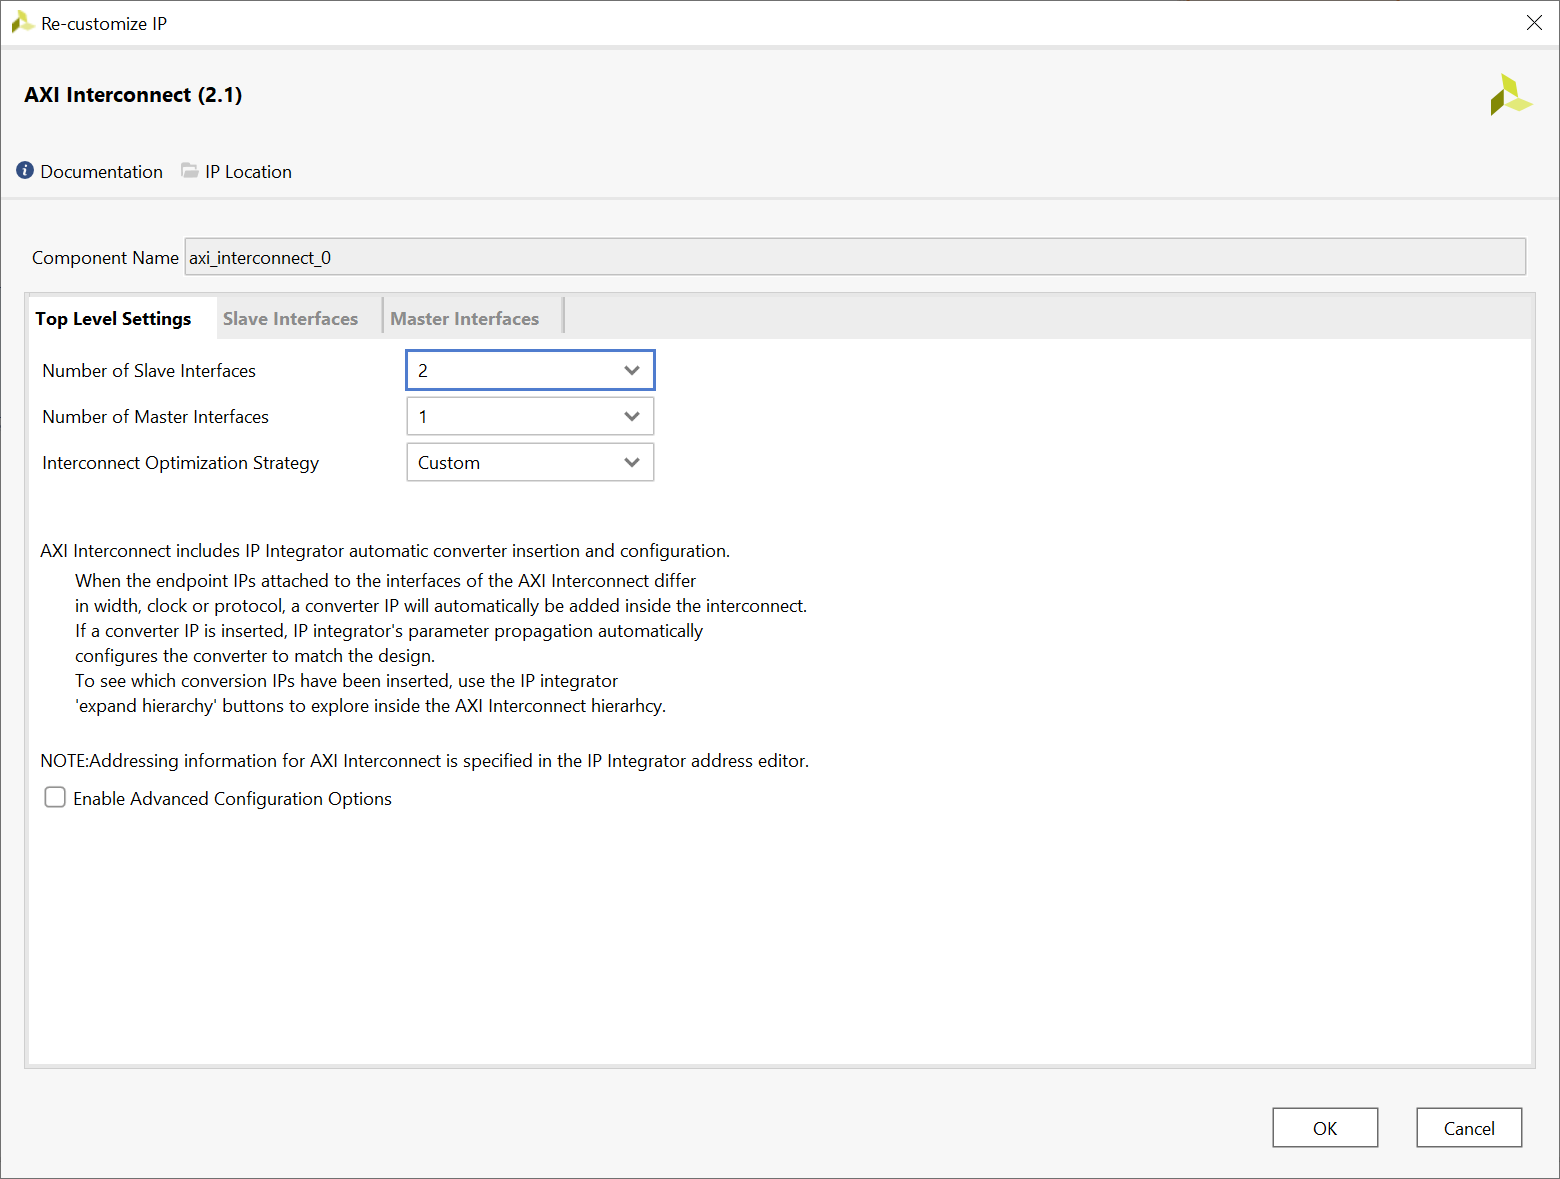 Re-customize IP
AXI Interconnect (2.1)
Documentation IP Location
Component Name axi_interconnect_0
Top Level Settings Slave Interfaces Master Interfaces
Number of Slave Interfaces 2
Number of Master Interfaces 1
Interconnect Optimization Strategy Custom
AXI Interconnect includes IP Integrator automatic converter insertion and configuration.
When the endpoint IPs attached to the interfaces of the AXI Interconnect differ
in width, clock or protocol, a converter IP will automatically be added inside the interconnect.
If a converter IP is inserted, IP integrator's parameter propagation automatically
configures the converter to match the design.
To see which conversion IPs have been inserted, use the IP integrator
'expand hierarchy' buttons to explore inside the AXI Interconnect hierarhcy.
NOTE:Addressing information for AXI Interconnect is specified in the IP Integrator address editor.
Enable Advanced Configuration Options
OK Cancel